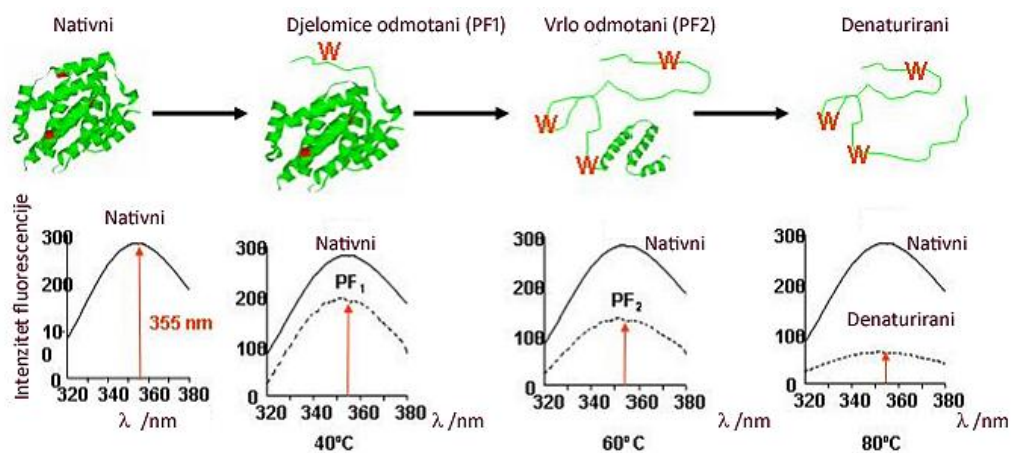 Nativni
Djelomice odmotani (PF1)
Vrlo odmotani (PF2)
Denaturirani
W
W
W
W
W
W
W
Intenzitet fluorescencije
Nativni
300
200
10
0
0
355 nm
320 340 360 380
λ /nm
Nativni
PF1
300
200
100
0
320 340 360 380
λ /nm
40ºC
Nativni
PF2
300
200
100
0
320 340 360 380
λ /nm
60ºC
Nativni
Denaturirani
300
200
100
0
320 340 360 380
λ /nm
80ºC